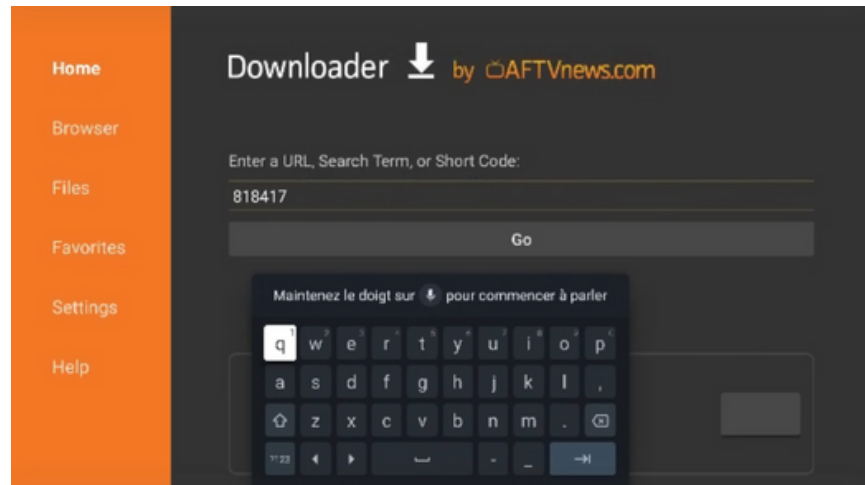 Home
Browser
Files
Favorites
Settings
Help
Downloader by AFTVnews.com
Enter a URL, Search Term, or Short Code:
818417
Go
Maintenez le doigt sur pour commencer à parler
q w e r t y u i o p
a s d f g h j k l ,
z x c v b n m .
- _